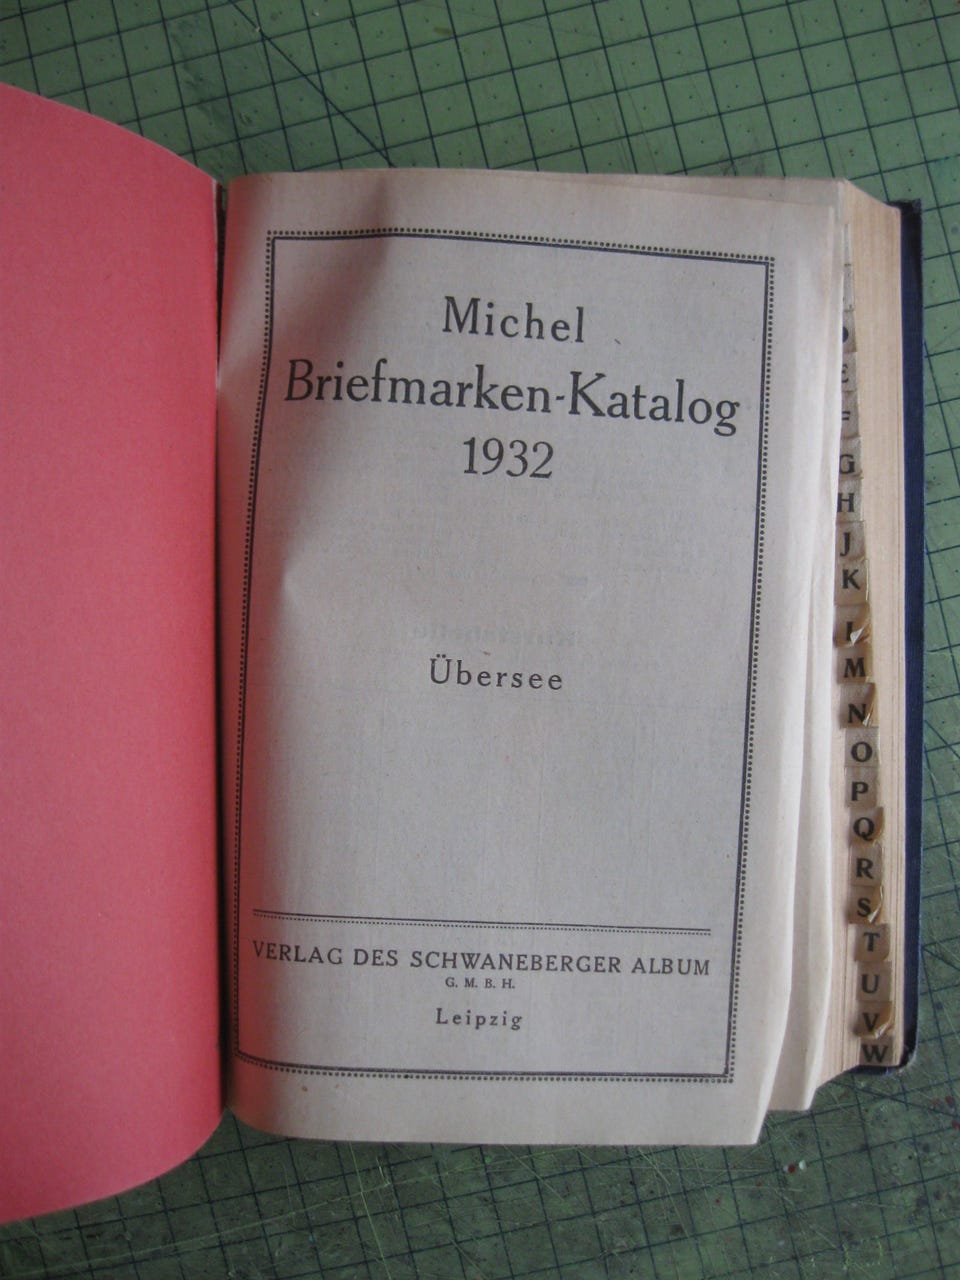 Michel
Briefmarken-Katalog
1932
Übersee
VERLAG DES SCHWANEBERGER ALBUM
G. M. B. H.
Leipzig
E
F
G
H
J
K
L
M
N
O
P
Q
R
S
T
U
V
W